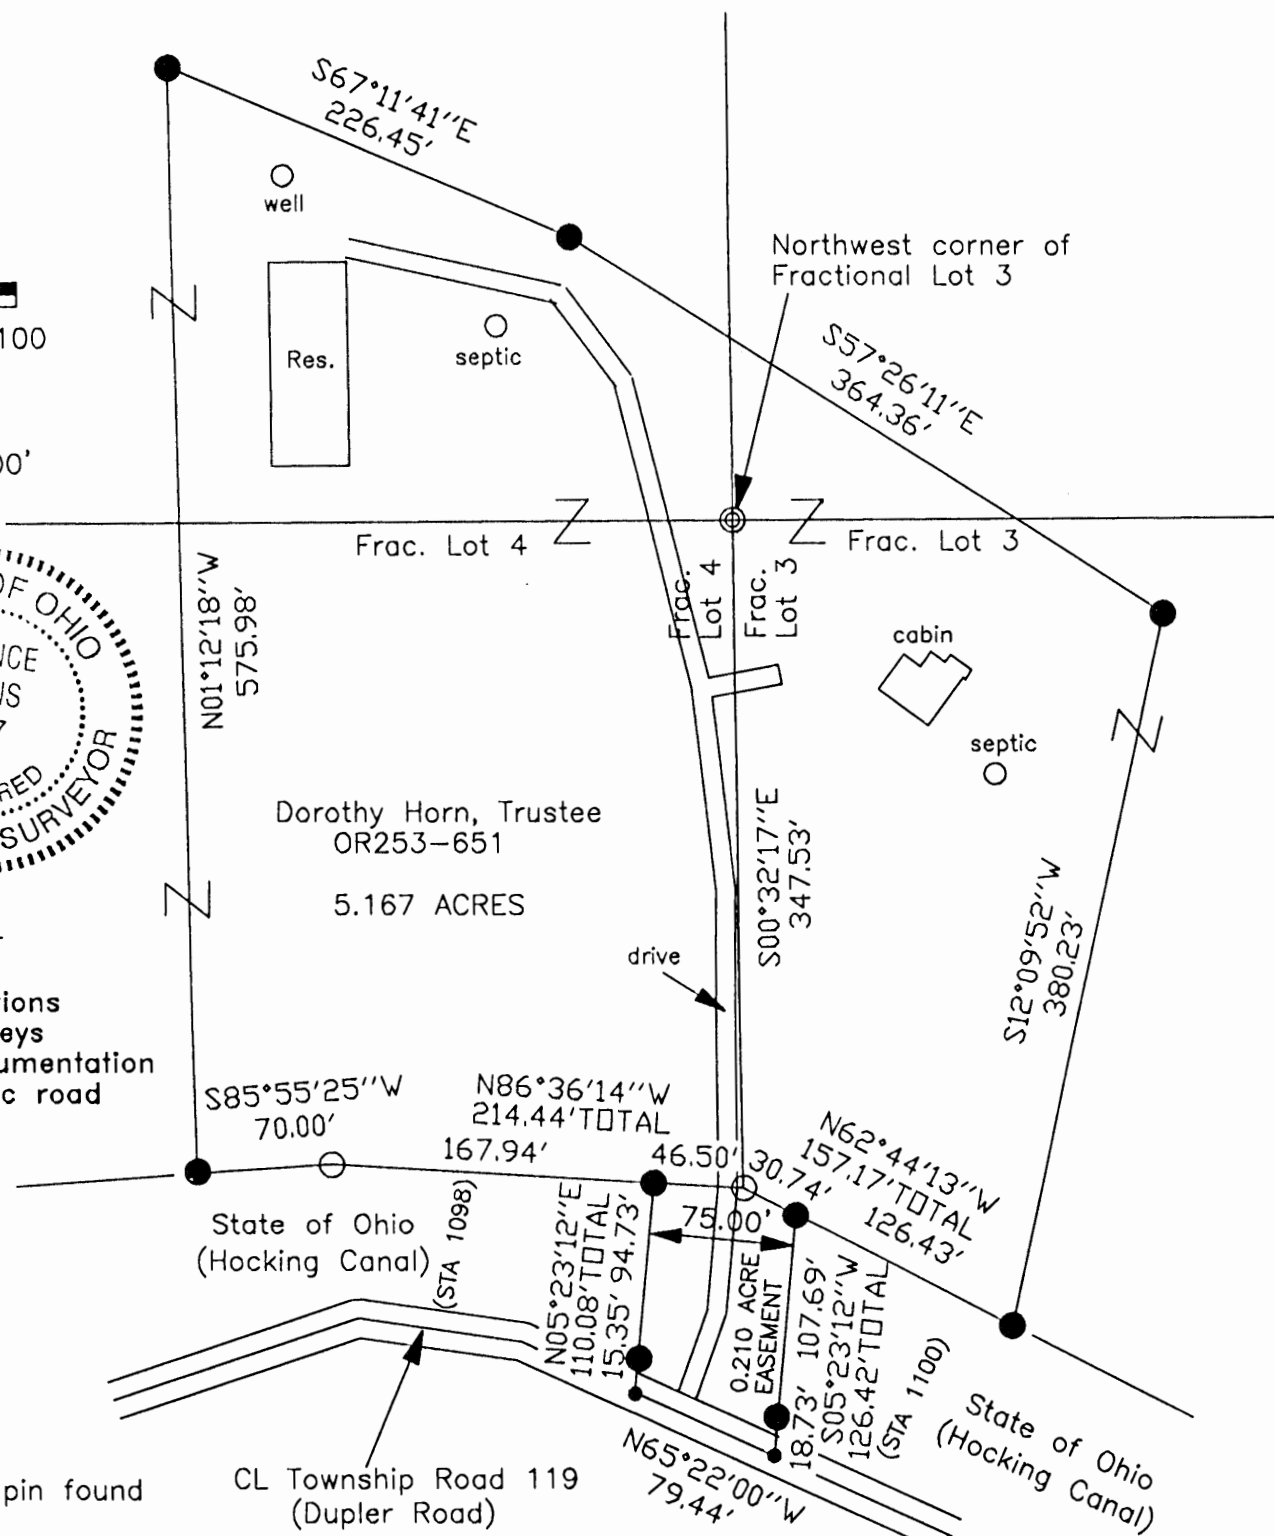 S67°11'41"E
226.45'
well
Northwest corner of
Fractional Lot 3
100
Res.
septic
S57°26'11"E
364.36'
00'
Frac. Lot 4
Frac. Lot 3
Frac.
Lot 4
Frac.
Lot 3
OF OHIO
SURVEYOR
N01°12'18"W
575.98'
cabin
septic
Dorothy Horn, Trustee
OR253-651
5.167 ACRES
S00°32'17"E
347.53'
drive
S12°09'52"W
380.23'
road
S85°55'25"W
70.00'
N86°36'14"W
214.44'TOTAL
167.94'
46.50'
30.74'
N62°44'13"W
157.17'TOTAL
126.43'
75.00'
State of Ohio
(Hocking Canal)
(STA 1098)
N05°23'12"E
110.08'TOTAL
15.35' 94.73'
0.210 ACRE
EASEMENT
18.73' 107.69'
S05°23'12"W
126.42'TOTAL
(STA 1100)
State of Ohio
(Hocking Canal)
N65°22'00"W
79.44'
pin found
CL Township Road 119
(Dupler Road)